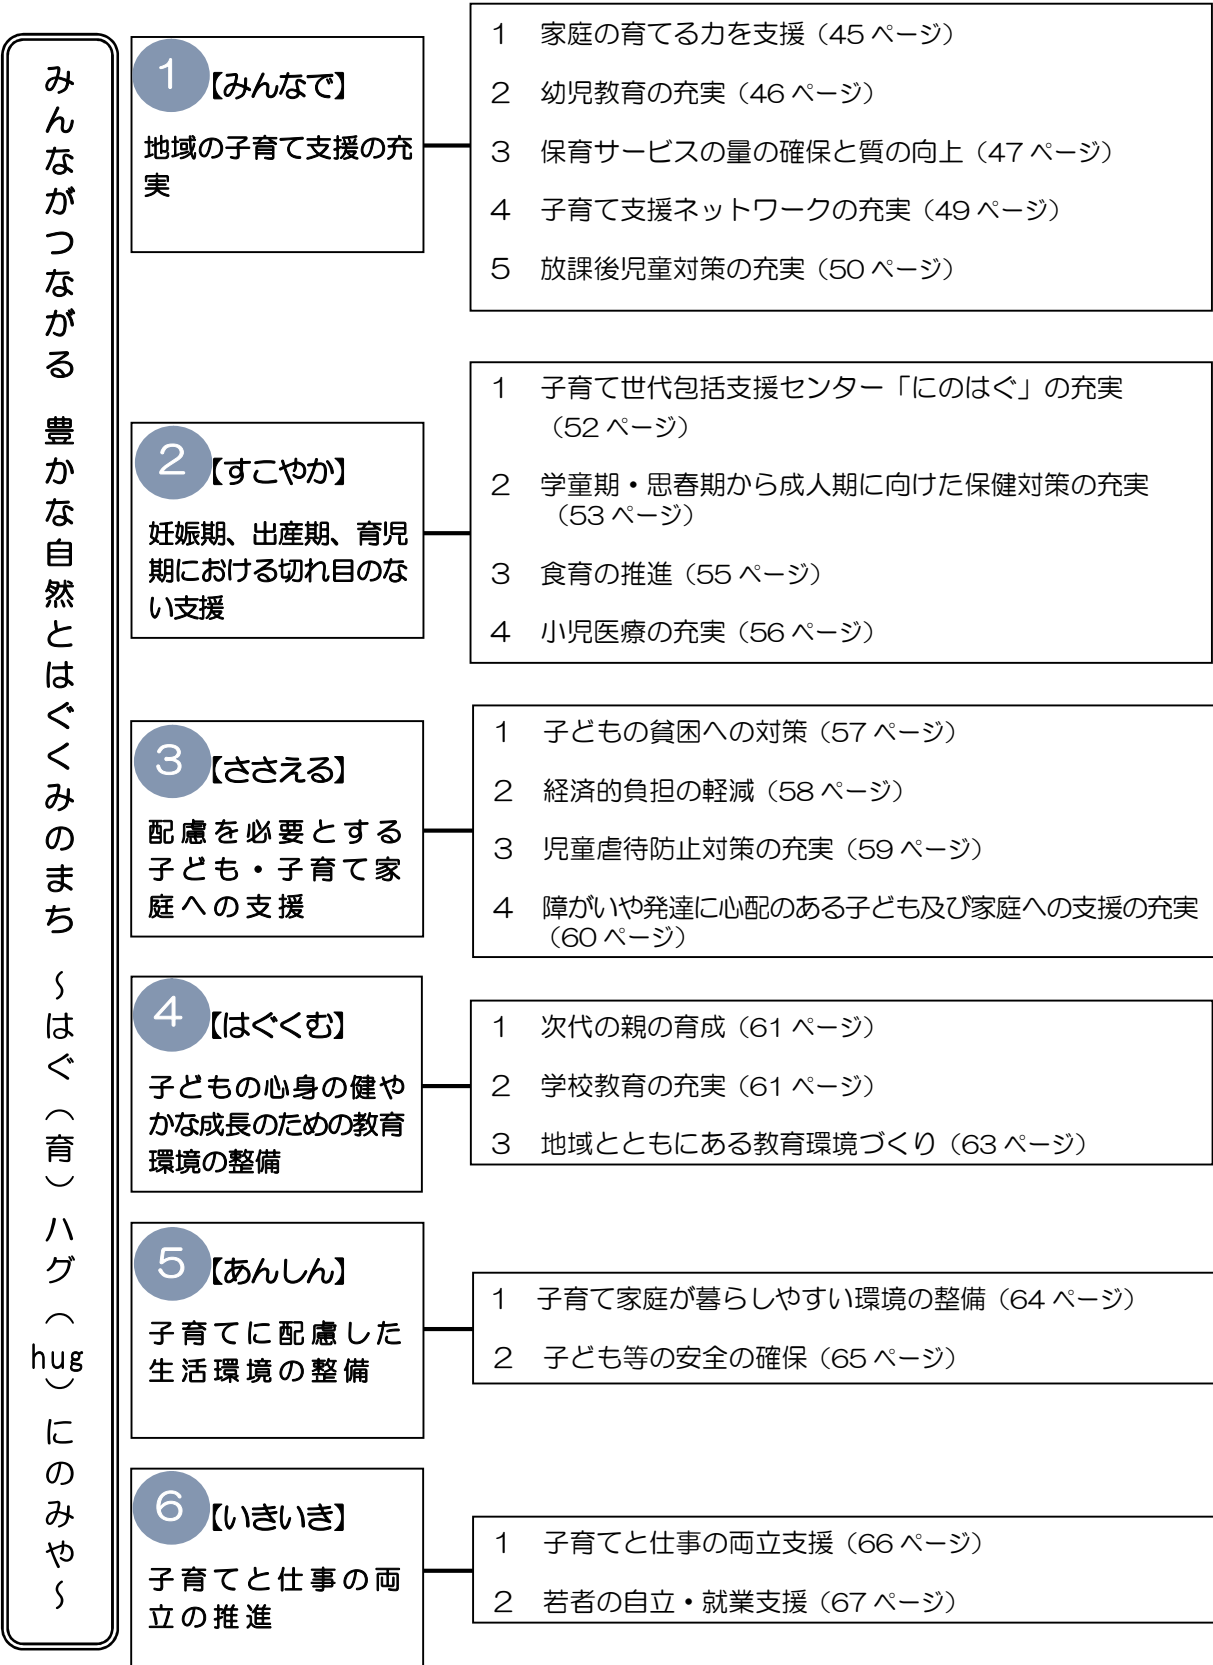 みんながつながる 豊かな自然とはぐくみのまち ～はぐ（育）ハグ（hug）にのみや～
1 【みんなで】
地域の子育て支援の充
実
1 家庭の育てる力を支援（45 ページ）
2 幼児教育の充実（46 ページ）
3 保育サービスの量の確保と質の向上（47 ページ）
4 子育て支援ネットワークの充実（49 ページ）
5 放課後児童対策の充実（50 ページ）
2 【すこやか】
妊娠期、出産期、育児
期における切れ目のな
い支援
1 子育て世代包括支援センター「にのはぐ」の充実
（52 ページ）
2 学童期・思春期から成人期に向けた保健対策の充実
（53 ページ）
3 食育の推進（55 ページ）
4 小児医療の充実（56 ページ）
3 【ささえる】
配慮を必要とする
子ども・子育て家
庭への支援
1 子どもの貧困への対策（57 ページ）
2 経済的負担の軽減（58 ページ）
3 児童虐待防止対策の充実（59 ページ）
4 障がいや発達に心配のある子ども及び家庭への支援の充実
（60 ページ）
4 【はぐくむ】
子どもの心身の健や
かな成長のための教育
環境の整備
1 次代の親の育成（61 ページ）
2 学校教育の充実（61 ページ）
3 地域とともにある教育環境づくり（63 ページ）
5 【あんしん】
子育てに配慮した
生活環境の整備
1 子育て家庭が暮らしやすい環境の整備（64 ページ）
2 子ども等の安全の確保（65 ページ）
6 【いきいき】
子育てと仕事の両
立の推進
1 子育てと仕事の両立支援（66 ページ）
2 若者の自立・就業支援（67 ページ）